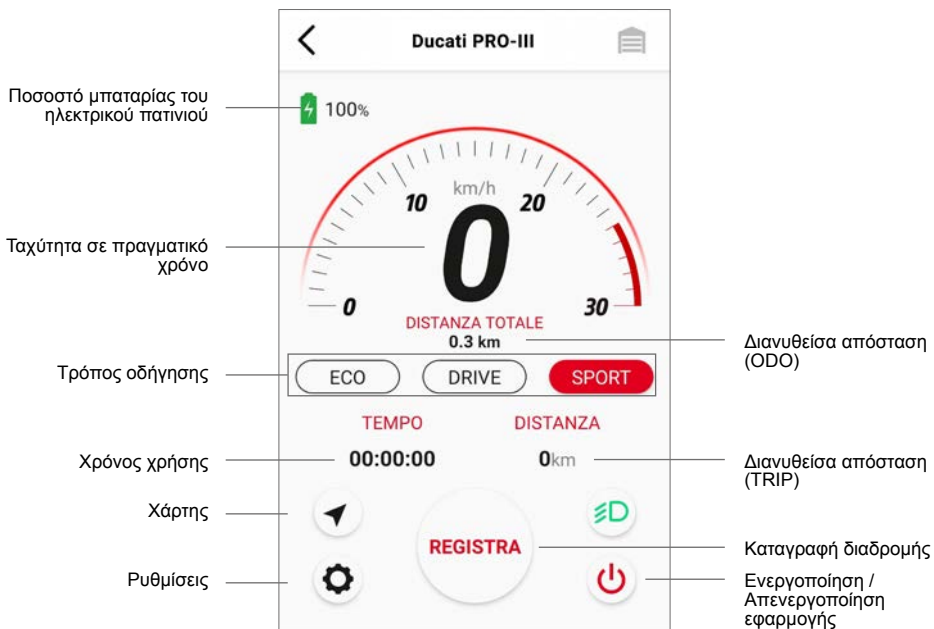 Ducati PRO-III
Ποσοστό μπαταρίας του
ηλεκτρικού πατινιού
100%
km/h
10
20
Ταχύτητα σε πραγματικό
χρόνο
0
0
30
DISTANZA TOTALE
0.3 km
Διανυθείσα απόσταση
(ODO)
Τρόπος οδήγησης
ECO
DRIVE
SPORT
TEMPO
DISTANZA
Χρόνος χρήσης
00:00:00
0km
Διανυθείσα απόσταση
(TRIP)
Χάρτης
REGISTRA
Καταγραφή διαδρομής
Ρυθμίσεις
Ενεργοποίηση /
Απενεργοποίηση
εφαρμογής